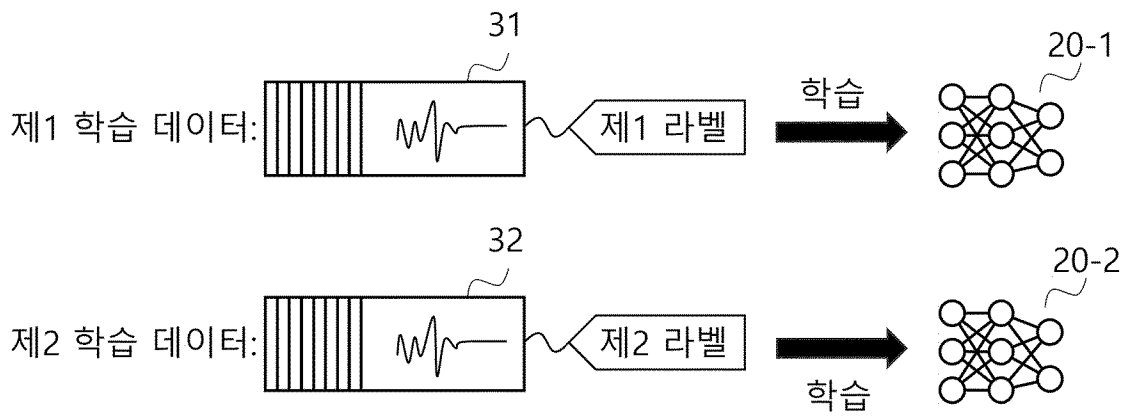 31
20-1
제1 학습 데이터:
제1 라벨
학습
32
20-2
제2 학습 데이터:
제2 라벨
학습